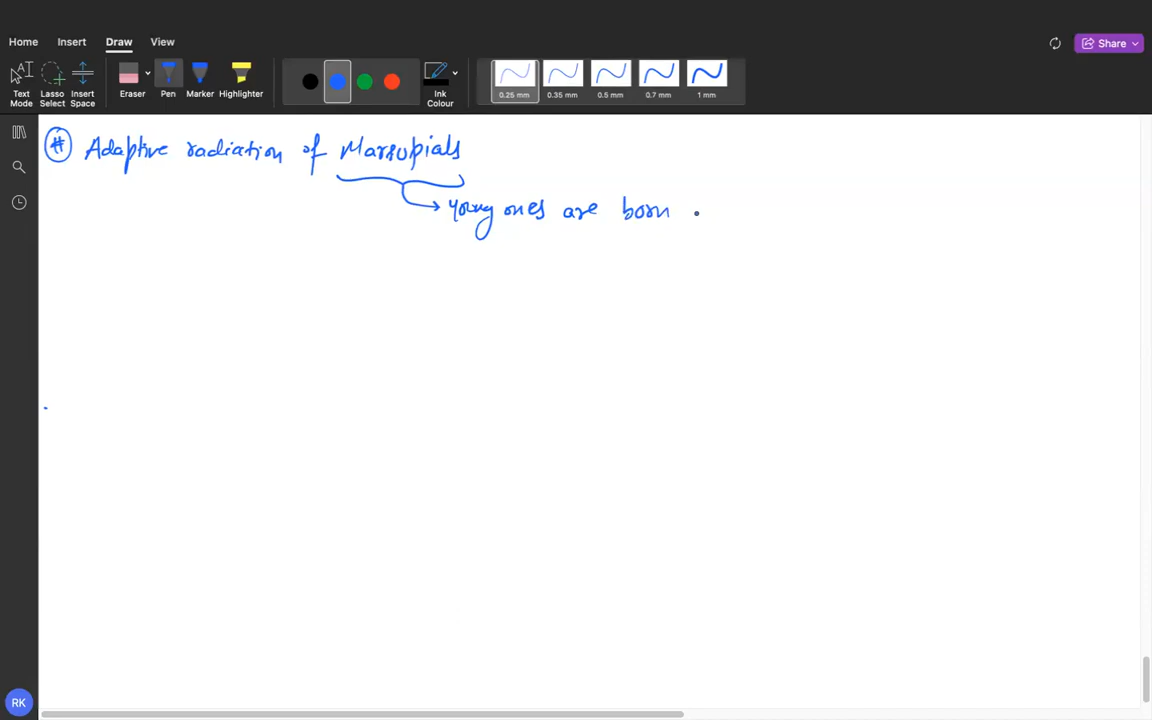 Home Insert Draw View
Share
Text Mode
Lasso Select
Insert Space
Eraser
Pen
Marker
Highlighter
Ink Colour
0.25 mm
0.35 mm
0.5 mm
0.7 mm
1 mm
# Adaptive radiation of Marsupials
Young ones are born
RK